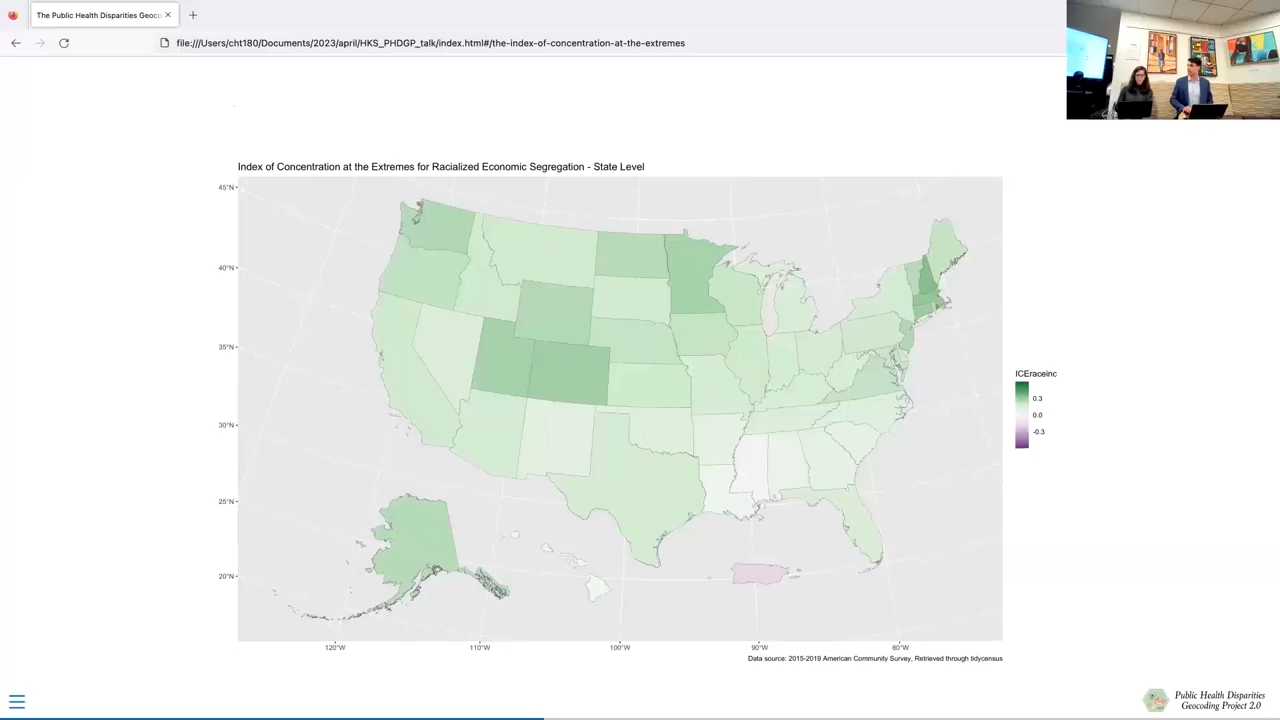 The Public Health Disparities Geoco
file:///Users/cht180/Documents/2023/april/HKS_PHDGP_talk/index.html#/the-index-of-concentration-at-the-extremes
Index of Concentration at the Extremes for Racialized Economic Segregation - State Level
45°N
40°N
35°N
30°N
25°N
20°N
120°W
110°W
100°W
90°W
80°W
ICEraceinc
0.3
0.0
-0.3
Data source: 2015-2019 American Community Survey, Retrieved through tidycensus
Public Health Disparities
Geocoding Project 2.0